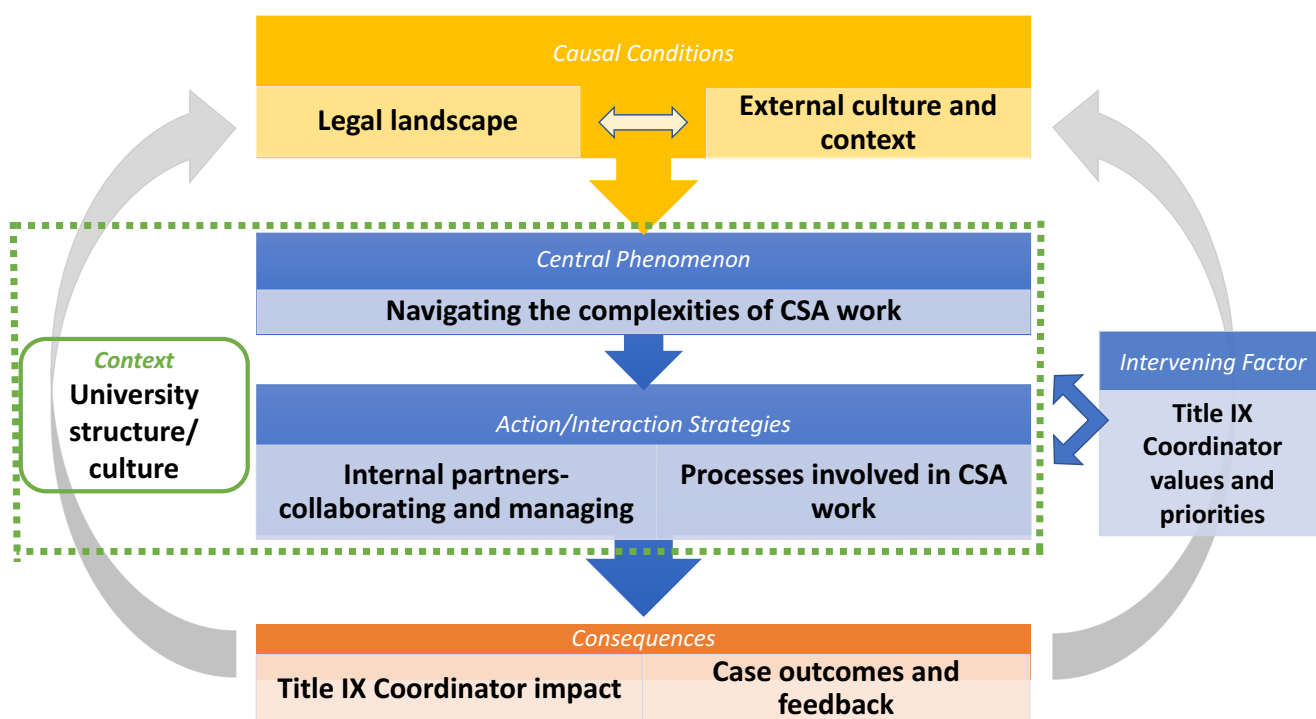 Causal Conditions
Legal landscape
External culture and
context
Central Phenomenon
Navigating the complexities of CSA work
Context
University
structure/
culture
Action/Interaction Strategies
Internal partners-
collaborating and managing
Processes involved in CSA
work
Intervening Factor
Title IX
Coordinator
values and
priorities
Consequences
Title IX Coordinator impact
Case outcomes and
feedback